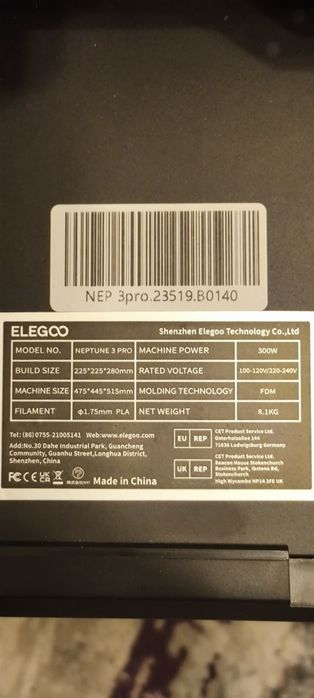 NEP 3pro.23519.B0140
ELEGOO
Shenzhen Elegoo Technology Co.,Ltd
MODEL NO. NEPTUNE 3 PRO MACHINE POWER 300W
BUILD SIZE 225*225*280mm RATED VOLTAGE 100-120V/220-240V
MACHINE SIZE 475*445*515mm MOLDING TECHNOLOGY FDM
FILAMENT Φ1.75mm PLA NET WEIGHT 8.1KG
Tel: (86) 0755-21005141 Web:www.elegoo.com
Add:No.30 Dahe Industrial Park, Guancheng
Community, Guanhu Street,Longhua District,
Shenzhen, China
EU REP
CET Product Service Ltd.
Osterholzallee 144
71636 Ludwigsburg Germany
UK REP
CET Product Service Ltd.
Beacon House Stokenchurch
Business Park, Ibstone Rd,
Stokenchurch
High Wycombe HP14 3FE UK
FC CE UK CA
Made in China